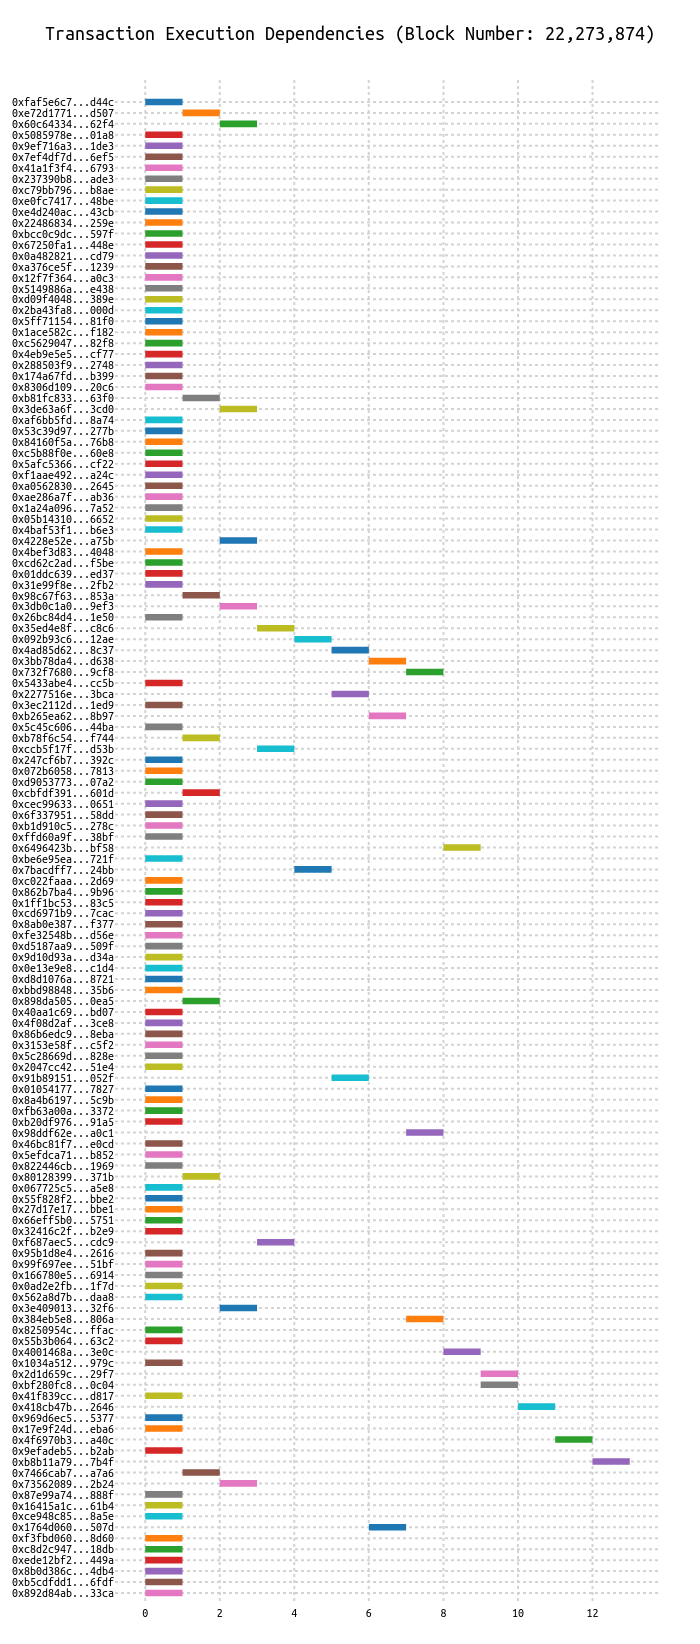 Transaction Execution Dependencies (Block Number: 22,273,874)
0xfaf5e6c7...d44c
0xe72d1771...d507
0x60c64334...62f4
0x5085978e...01a8
0x9ef716a3...1de3
0x7ef4df7d...6ef5
0x41a1f3f4...6793
0x237390b8...ade3
0xc79bb796...b8ae
0xe0fc7417...48be
0xe4d240ac...43cb
0x22486834...259e
0xbcc0c9dc...597f
0x67250fa1...448e
0x0a482821...cd79
0xa376ce5f...1239
0x12f7f364...a0c3
0x5149886a...e438
0xd09f4048...389e
0x2ba43fa8...000d
0x5ff71154...81f0
0x1ace582c...f182
0xc5629047...82f8
0x4eb9e5e5...cf77
0x288503f9...2748
0x174a67fd...b399
0x8306d109...20c6
0xb81fc833...63f0
0x3de63a6f...3cd0
0xaf6bb5fd...8a74
0x53c39d97...277b
0x84160f5a...76b8
0xc5b88f0e...60e8
0x5afc5366...cf22
0xf1aae492...a24c
0xa0562830...2645
0xae286a7f...ab36
0x1a24a096...7a52
0x05b14310...6652
0x4baf53f1...b6e3
0x4228e52e...a75b
0x4bef3d83...4048
0xcd62c2ad...f5be
0x01ddc639...ed37
0x31e99f8e...2fb2
0x98c67f63...853a
0x3db0c1a0...9ef3
0x26bc84d4...1e50
0x35ed4e8f...c8c6
0x092b93c6...12ae
0x4ad85d62...8c37
0x3bb78da4...d638
0x732f7680...9cf8
0x5433abe4...cc5b
0x2277516e...3bca
0x3ec2112d...1ed9
0xb265ea62...8b97
0x5c45c606...44ba
0xb78f6c54...f744
0xccb5f17f...d53b
0x247cf6b7...392c
0x072b6058...7813
0xd9053773...07a2
0xcbfdf391...601d
0xcec99633...0651
0x6f337951...58dd
0xb1d910c5...278c
0xffd60a9f...38bf
0x6496423b...bf58
0xbe6e95ea...721f
0x7bacdff7...24bb
0xc022faaa...2d69
0x862b7ba4...9b96
0x1ff1bc53...83c5
0xcd6971b9...7cac
0x8ab0e387...f377
0xfe32548b...d56e
0xd5187aa9...509f
0x9d10d93a...d34a
0x0e13e9e8...c1d4
0xd8d1076a...8721
0xbbd98848...35b6
0x898da505...0ea5
0x40aa1c69...bd07
0x4f08d2af...3ce8
0x86b6edc9...8eba
0x3153e58f...c5f2
0x5c28669d...828e
0x2047cc42...51e4
0x91b89151...052f
0x01054177...7827
0x8a4b6197...5c9b
0xfb63a00a...3372
0xb20df976...91a5
0x98ddf62e...a0c1
0x46bc81f7...e0cd
0x5efdca71...b852
0x822446cb...1969
0x80128399...371b
0x067725c5...a5e8
0x55f828f2...bbe2
0x27d17e17...bbe1
0x66eff5b0...5751
0x32416c2f...b2e9
0xf687aec5...cdc9
0x95b1d8e4...2616
0x99f697ee...51bf
0x166780e5...6914
0x0ad2e2fb...1f7d
0x562a8d7b...daa8
0x3e409013...32f6
0x384eb5e8...806a
0x8250954c...ffac
0x55b3b064...63c2
0x4001468a...3e0c
0x1034a512...979c
0x2d1d659c...29f7
0xbf280fc8...0c04
0x41f839cc...d817
0x418cb47b...2646
0x969d6ec5...5377
0x17e9f24d...eba6
0x4f6970b3...a40c
0x9efadeb5...b2ab
0xb8b11a79...7b4f
0x7466cab7...a7a6
0x73562089...2b24
0x87e99a74...888f
0x16415a1c...61b4
0xce948c85...8a5e
0x1764d060...507d
0xf3fbd060...8d60
0xc8d2c947...18db
0xede12bf2...449a
0x8b0d386c...4db4
0xb5cdfdd1...6fdf
0x892d84ab...33ca
0 2 4 6 8 10 12